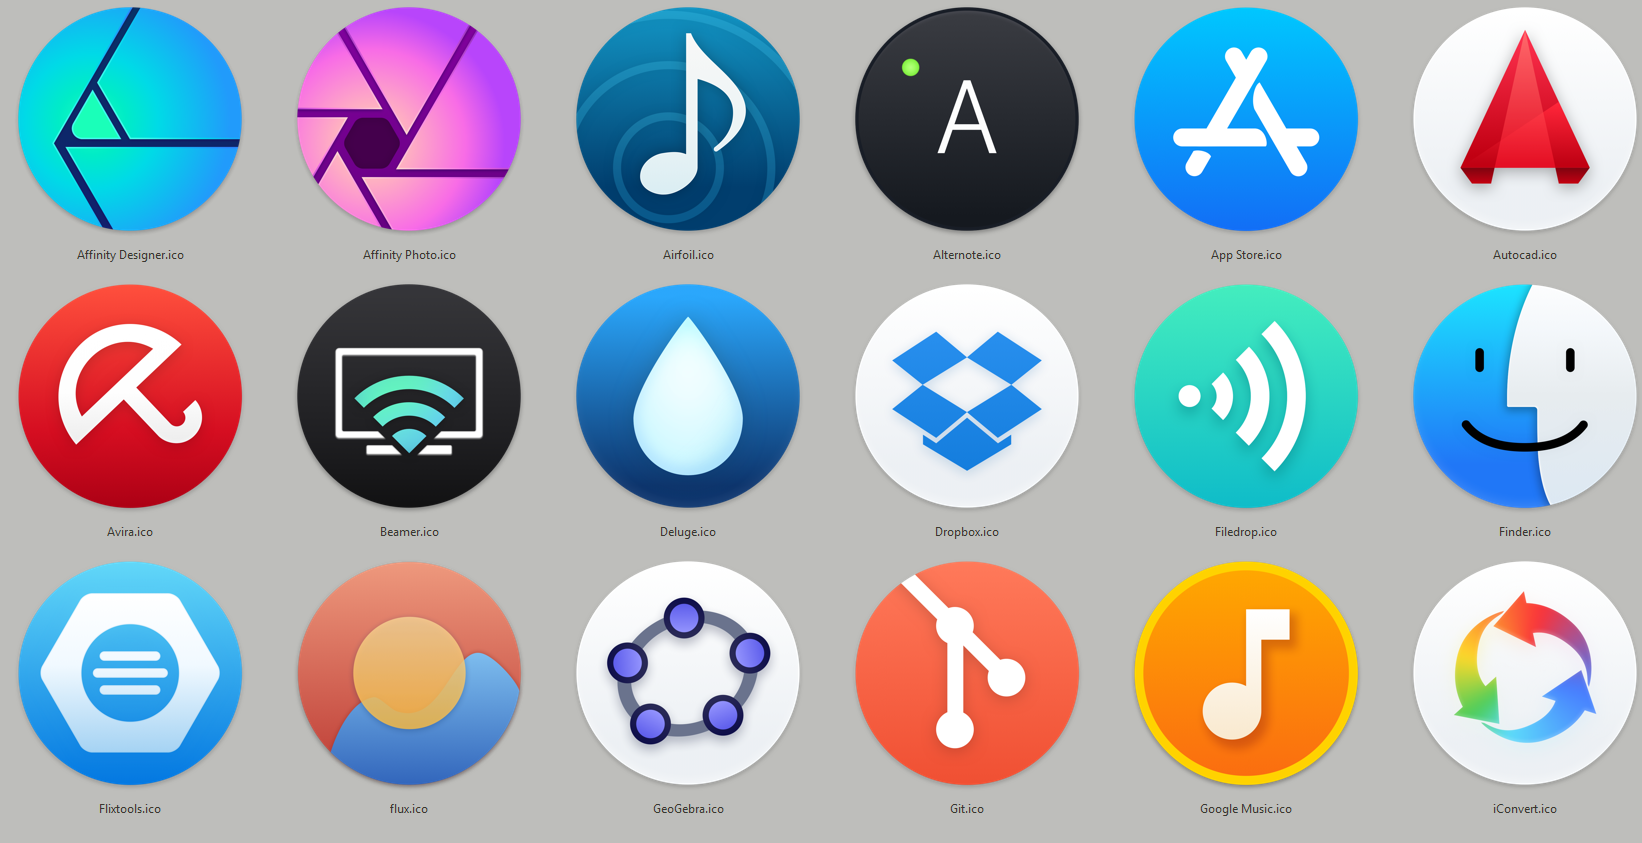 A
Affinity Designer.ico
Affinity Photo.ico
Airfoil.ico
Alternote.ico
App Store.ico
Autocad.ico
Avira.ico
Beamer.ico
Deluge.ico
Dropbox.ico
Filedrop.ico
Finder.ico
Flixtools.ico
flux.ico
GeoGebra.ico
Git.ico
Google Music.ico
iConvert.ico